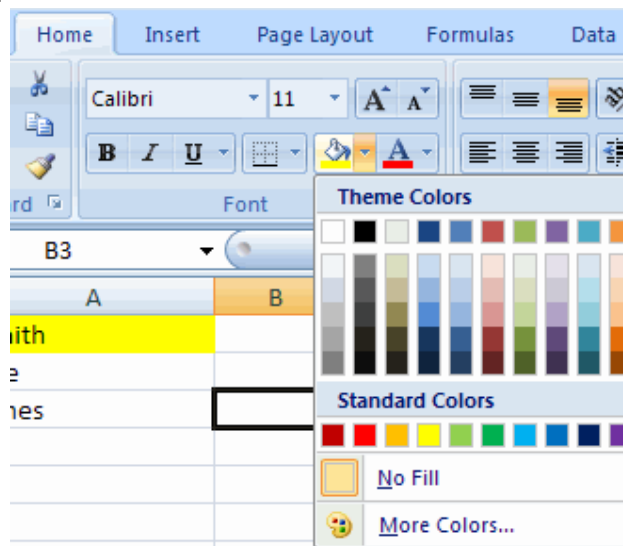 Home Insert Page Layout Formulas Data
Calibri 11 A A
B I U A
rd Font
Theme Colors
B3
A B
ith
e
nes
Standard Colors
No Fill
More Colors...